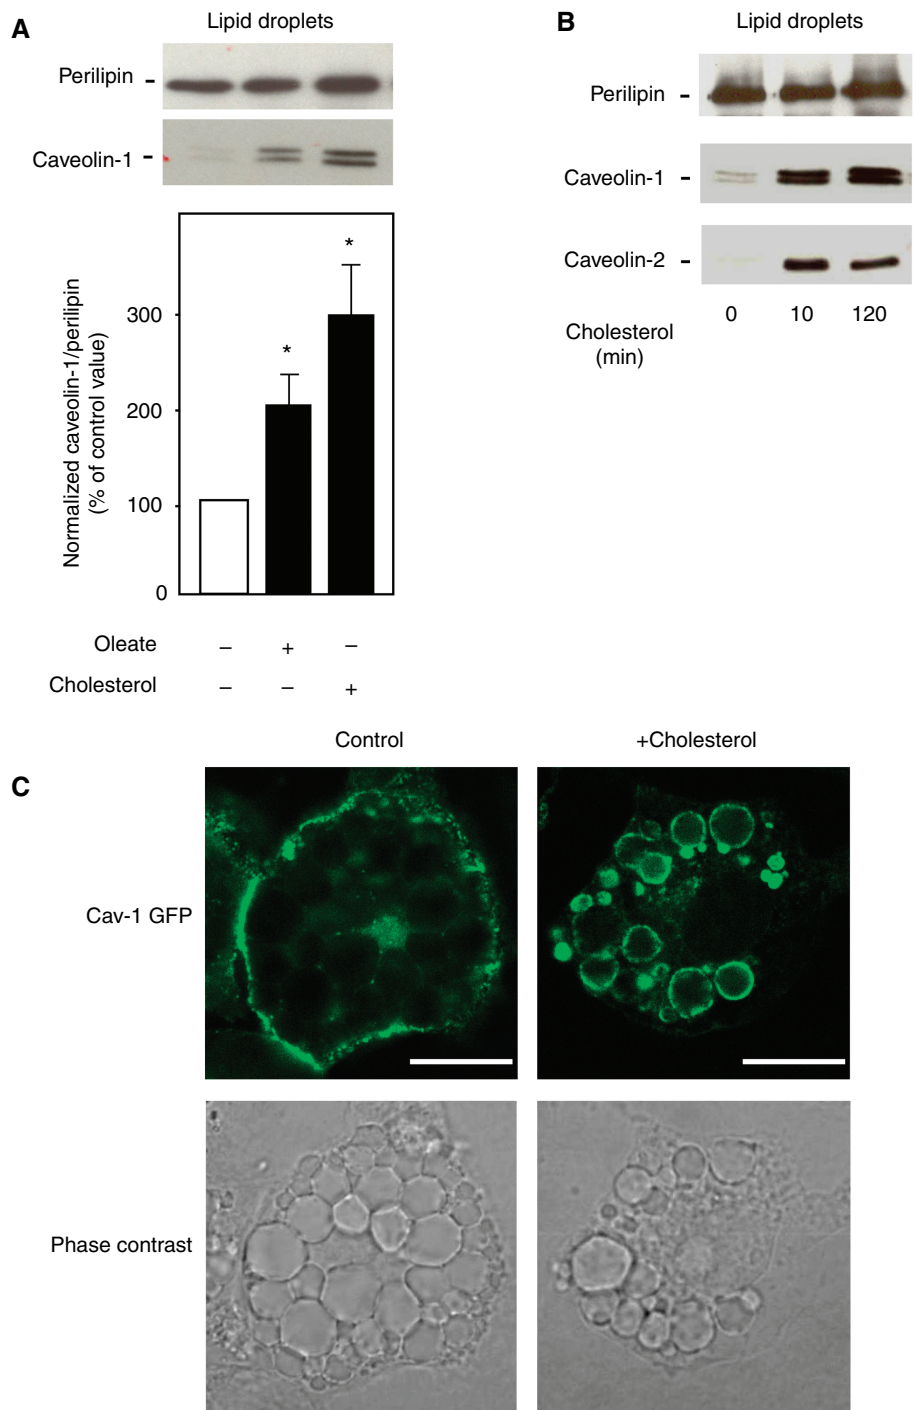 A
Lipid droplets
Perilipin -
Caveolin-1 -
Normalized caveolin-1/perilipin
(% of control value)
300
200
100
0
*
*
Oleate – + –
Cholesterol – – +
B
Lipid droplets
Perilipin -
Caveolin-1 -
Caveolin-2 -
0 10 120
Cholesterol
(min)
C
Control +Cholesterol
Cav-1 GFP
Phase contrast